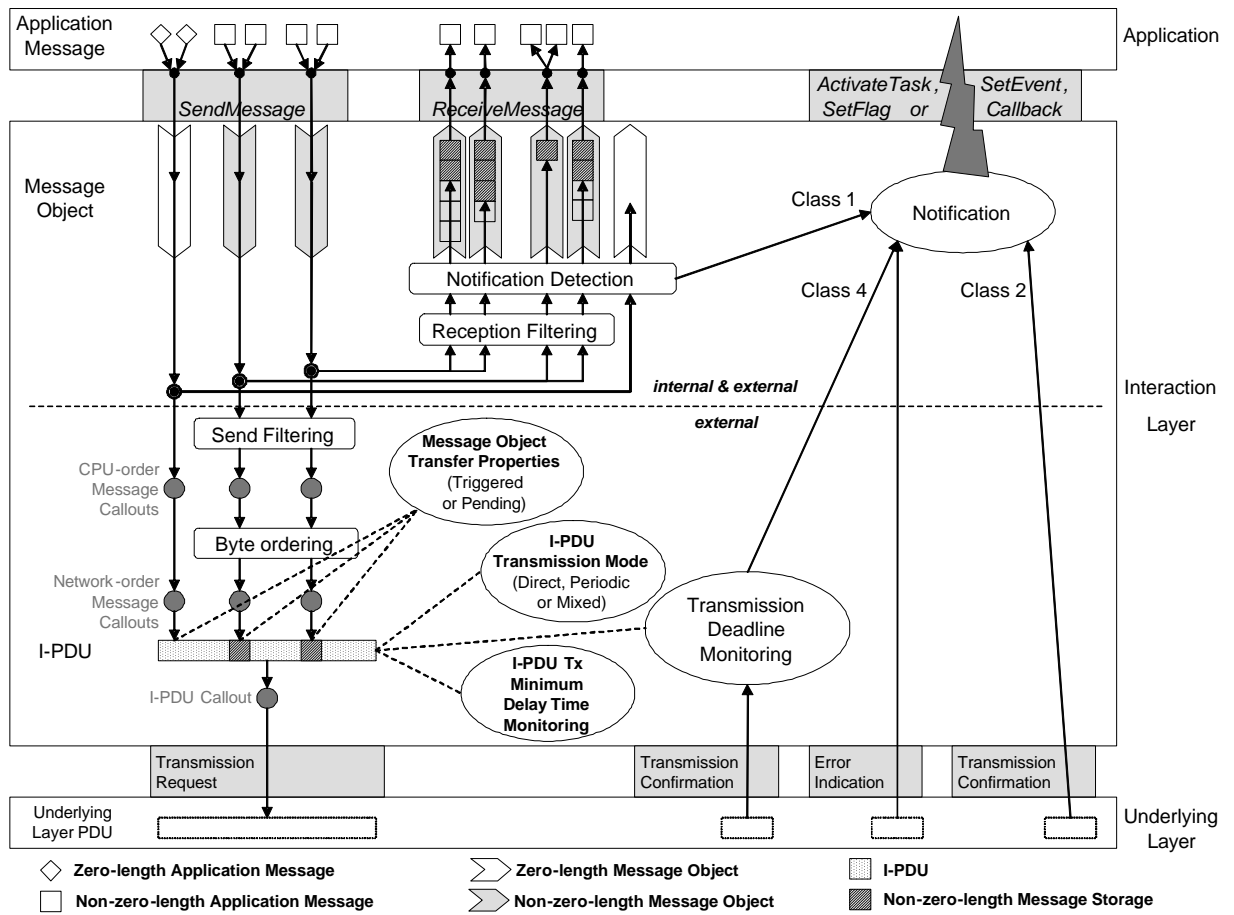 Application
Message
Application
SendMessage
ReceiveMessage
ActivateTask,
SetFlag or
SetEvent,
Callback
Message
Object
Class 1
Notification
Notification Detection
Class 4
Class 2
Reception Filtering
internal & external
Interaction
Layer
external
Send Filtering
Message Object
Transfer Properties
(Triggered
or Pending)
CPU-order
Message
Callouts
Byte ordering
I-PDU
Transmission Mode
(Direct, Periodic
or Mixed)
Network-order
Message
Callouts
Transmission
Deadline
Monitoring
I-PDU
I-PDU Tx
Minimum
Delay Time
Monitoring
I-PDU Callout
Transmission
Request
Transmission
Confirmation
Error
Indication
Transmission
Confirmation
Underlying
Layer PDU
Underlying
Layer
Zero-length Application Message
Zero-length Message Object
I-PDU
Non-zero-length Application Message
Non-zero-length Message Object
Non-zero-length Message Storage